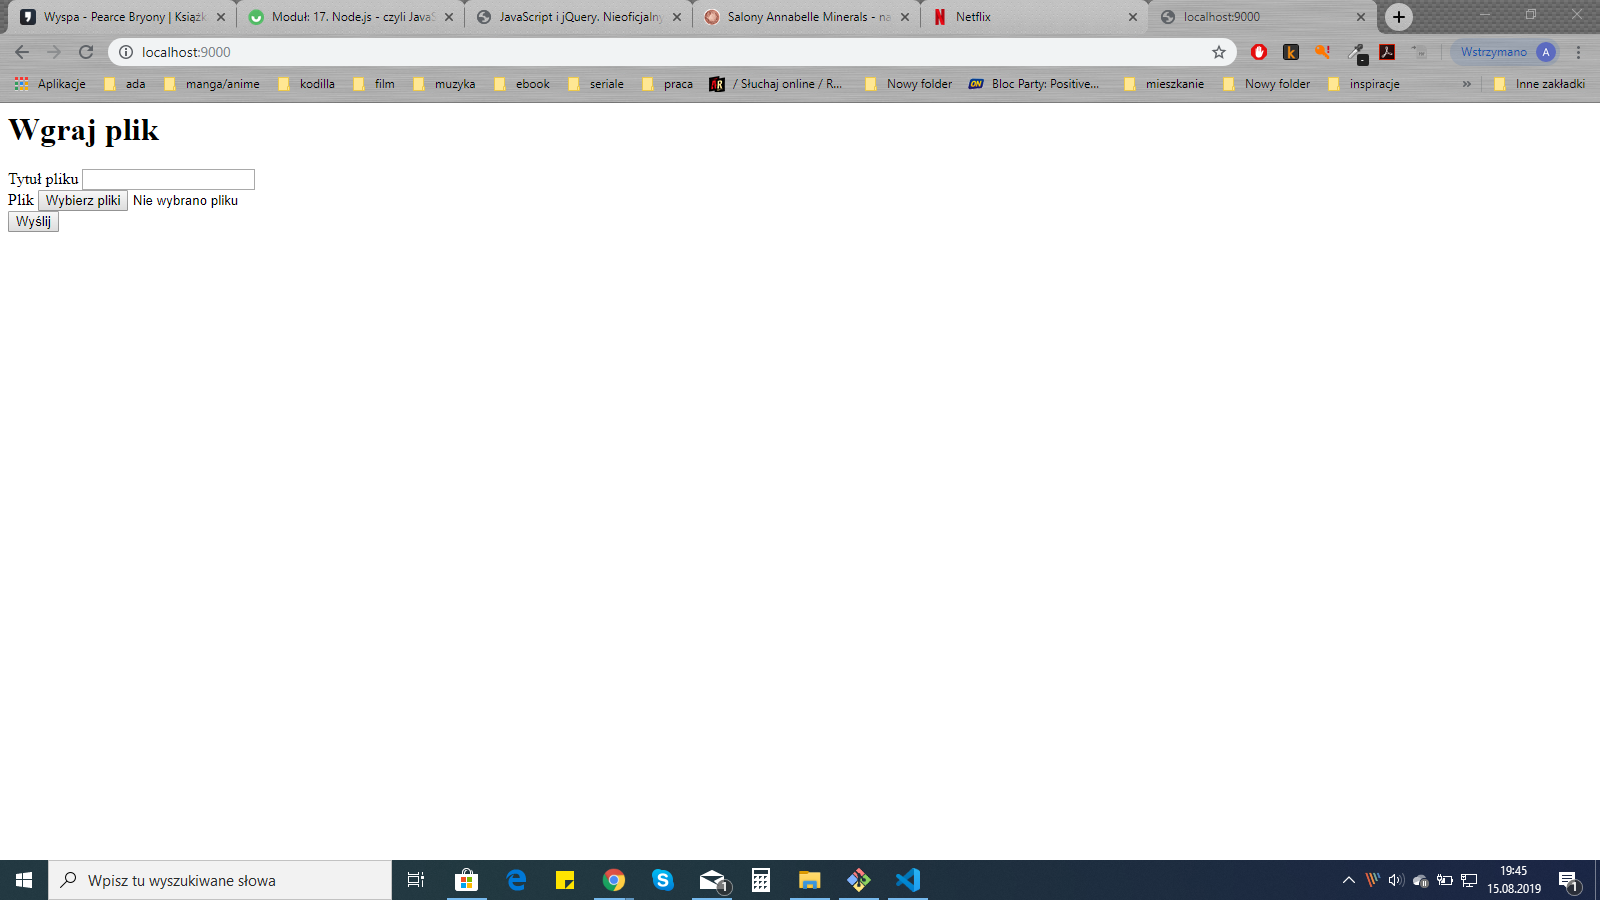 Wyspa - Pearce Bryony | Książk
Moduł: 17. Node.js - czyli JavaS
JavaScript i jQuery. Nieoficjalny
Salony Annabelle Minerals - na
Netflix
localhost:9000
localhost:9000
Wstrzymano A
Aplikacje
ada
manga/anime
kodilla
film
muzyka
ebook
seriale
praca
/ Słuchaj online / R...
Nowy folder
Bloc Party: Positive...
mieszkanie
Nowy folder
inspiracje
»
Inne zakładki
Wgraj plik
Tytuł pliku
Plik Wybierz pliki Nie wybrano pliku
Wyślij
Wpisz tu wyszukiwane słowa
1
19:45
15.08.2019
1